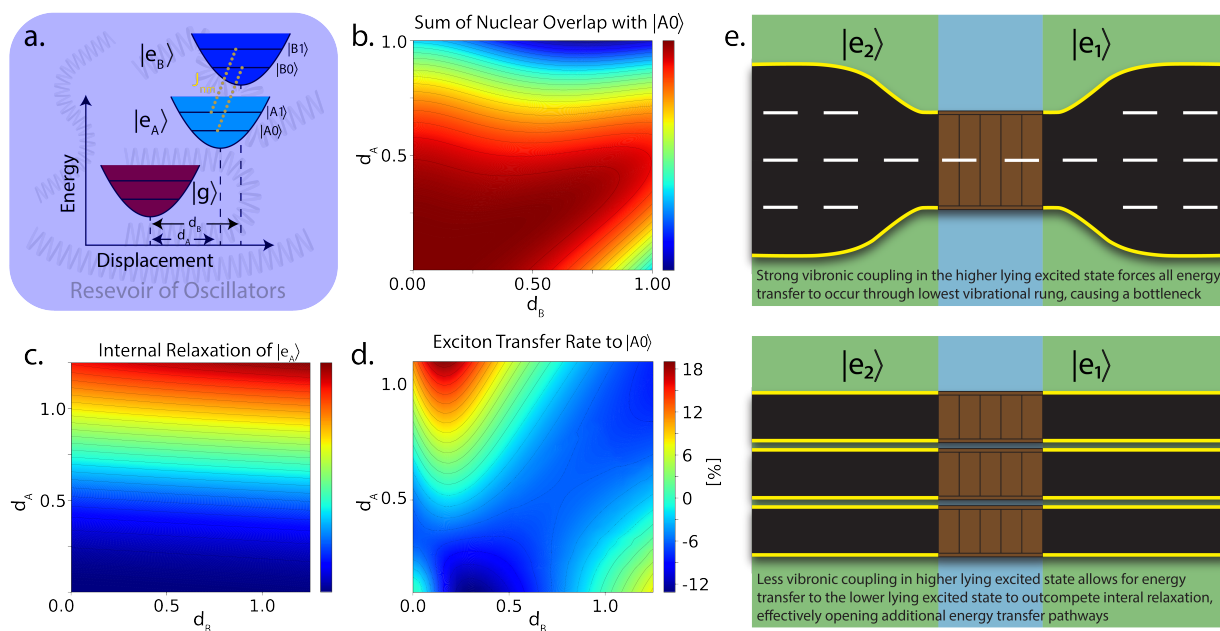 a.
|e_B⟩
|B1⟩
|B0⟩
|e_A⟩
|A1⟩
|A0⟩
|g⟩
d_B
d_A
Energy
Displacement
Resevoir of Oscillators
b.
Sum of Nuclear Overlap with |A0⟩
1.0
0.5
d_A
0.00
0.50
1.00
d_B
c.
Internal Relaxation of |e_A⟩
1.0
0.5
d_A
0.0
1.0
d_B
d.
Exciton Transfer Rate to |A0⟩
1.0
0.5
d_A
0.0
1.0
d_B
18
12
6
0
-6
-12
[%]
e.
|e₂⟩
|e₁⟩
Strong vibronic coupling in the higher lying excited state forces all energy
transfer to occur through lowest vibrational rung, causing a bottleneck
|e₂⟩
|e₁⟩
Less vibronic coupling in higher lying excited state allows for energy
transfer to the lower lying excited state to outcompete interal relaxation,
effectively opening additional energy transfer pathways